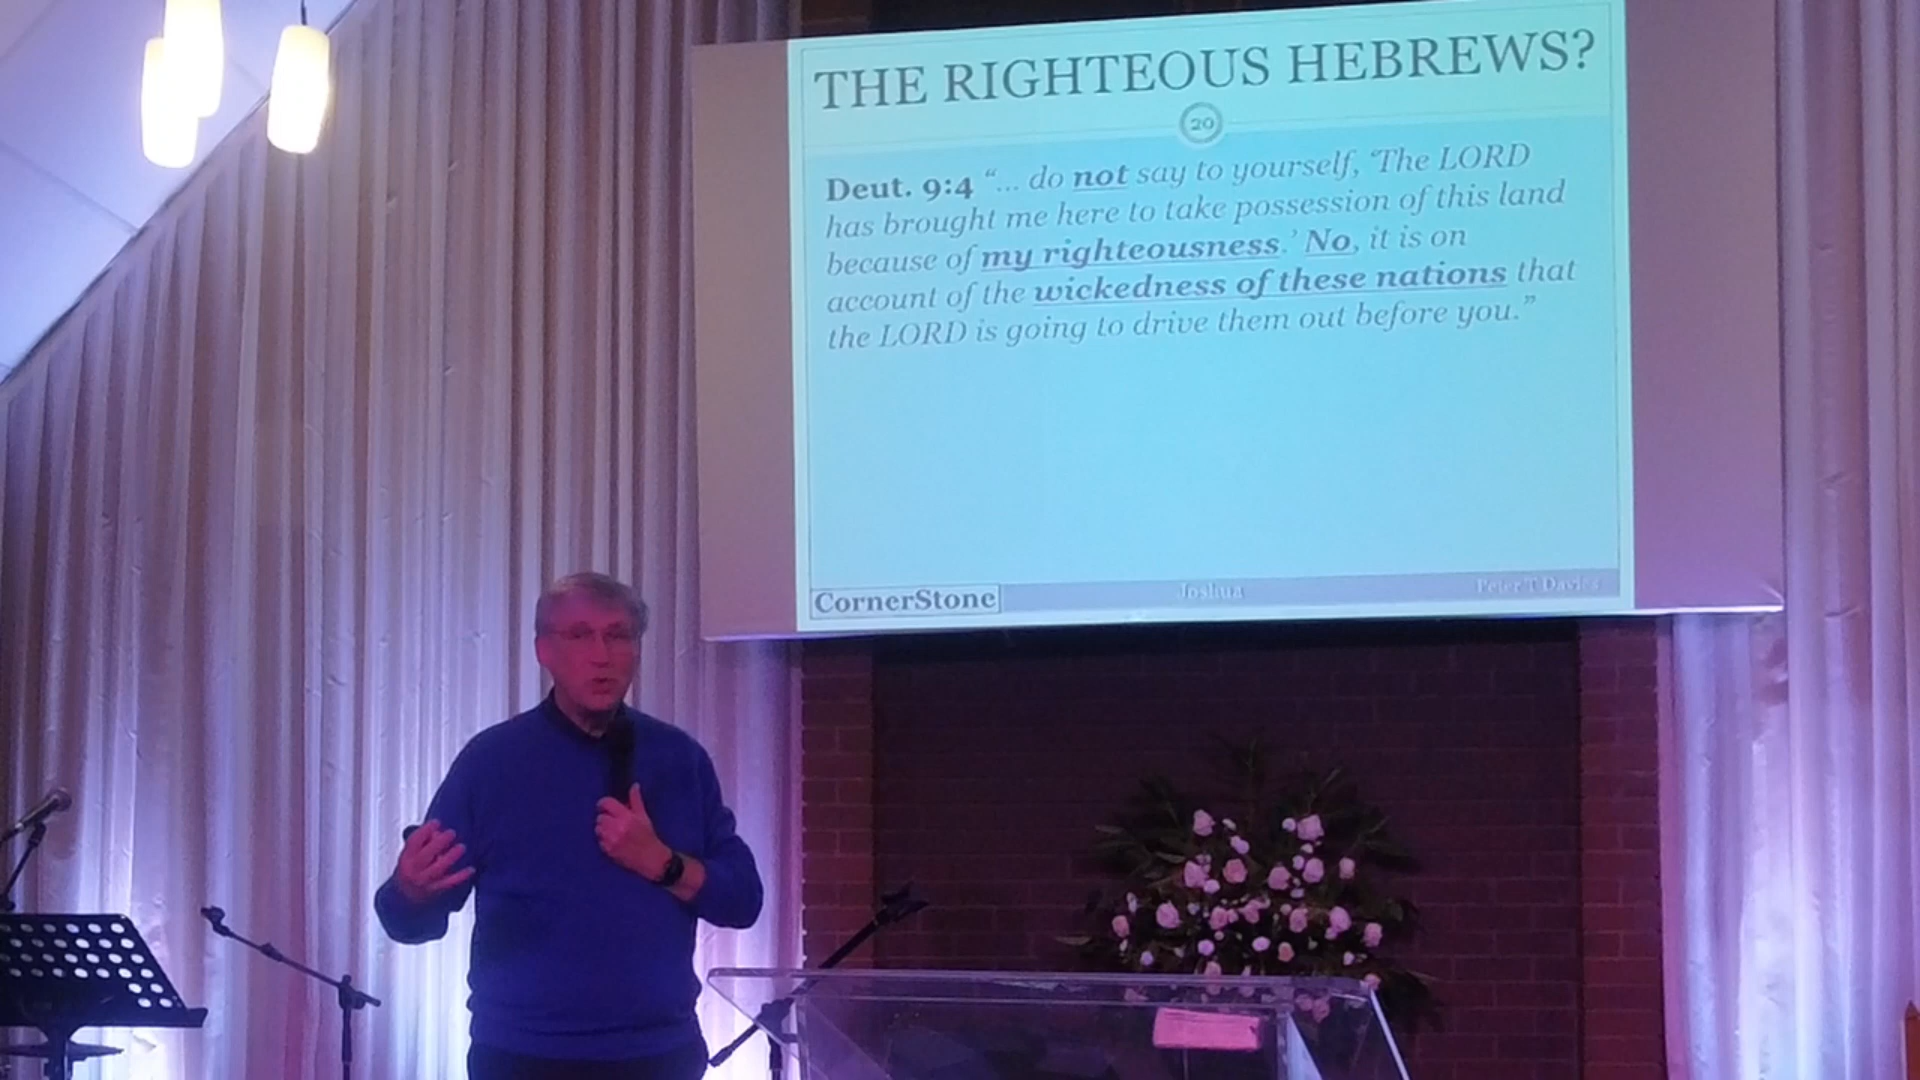 THE RIGHTEOUS HEBREWS?
20
Deut. 9:4 “... do not say to yourself, ‘The LORD
has brought me here to take possession of this land
because of my righteousness.’ No, it is on
account of the wickedness of these nations that
the LORD is going to drive them out before you.”
CornerStone Joshua Peter T Davies